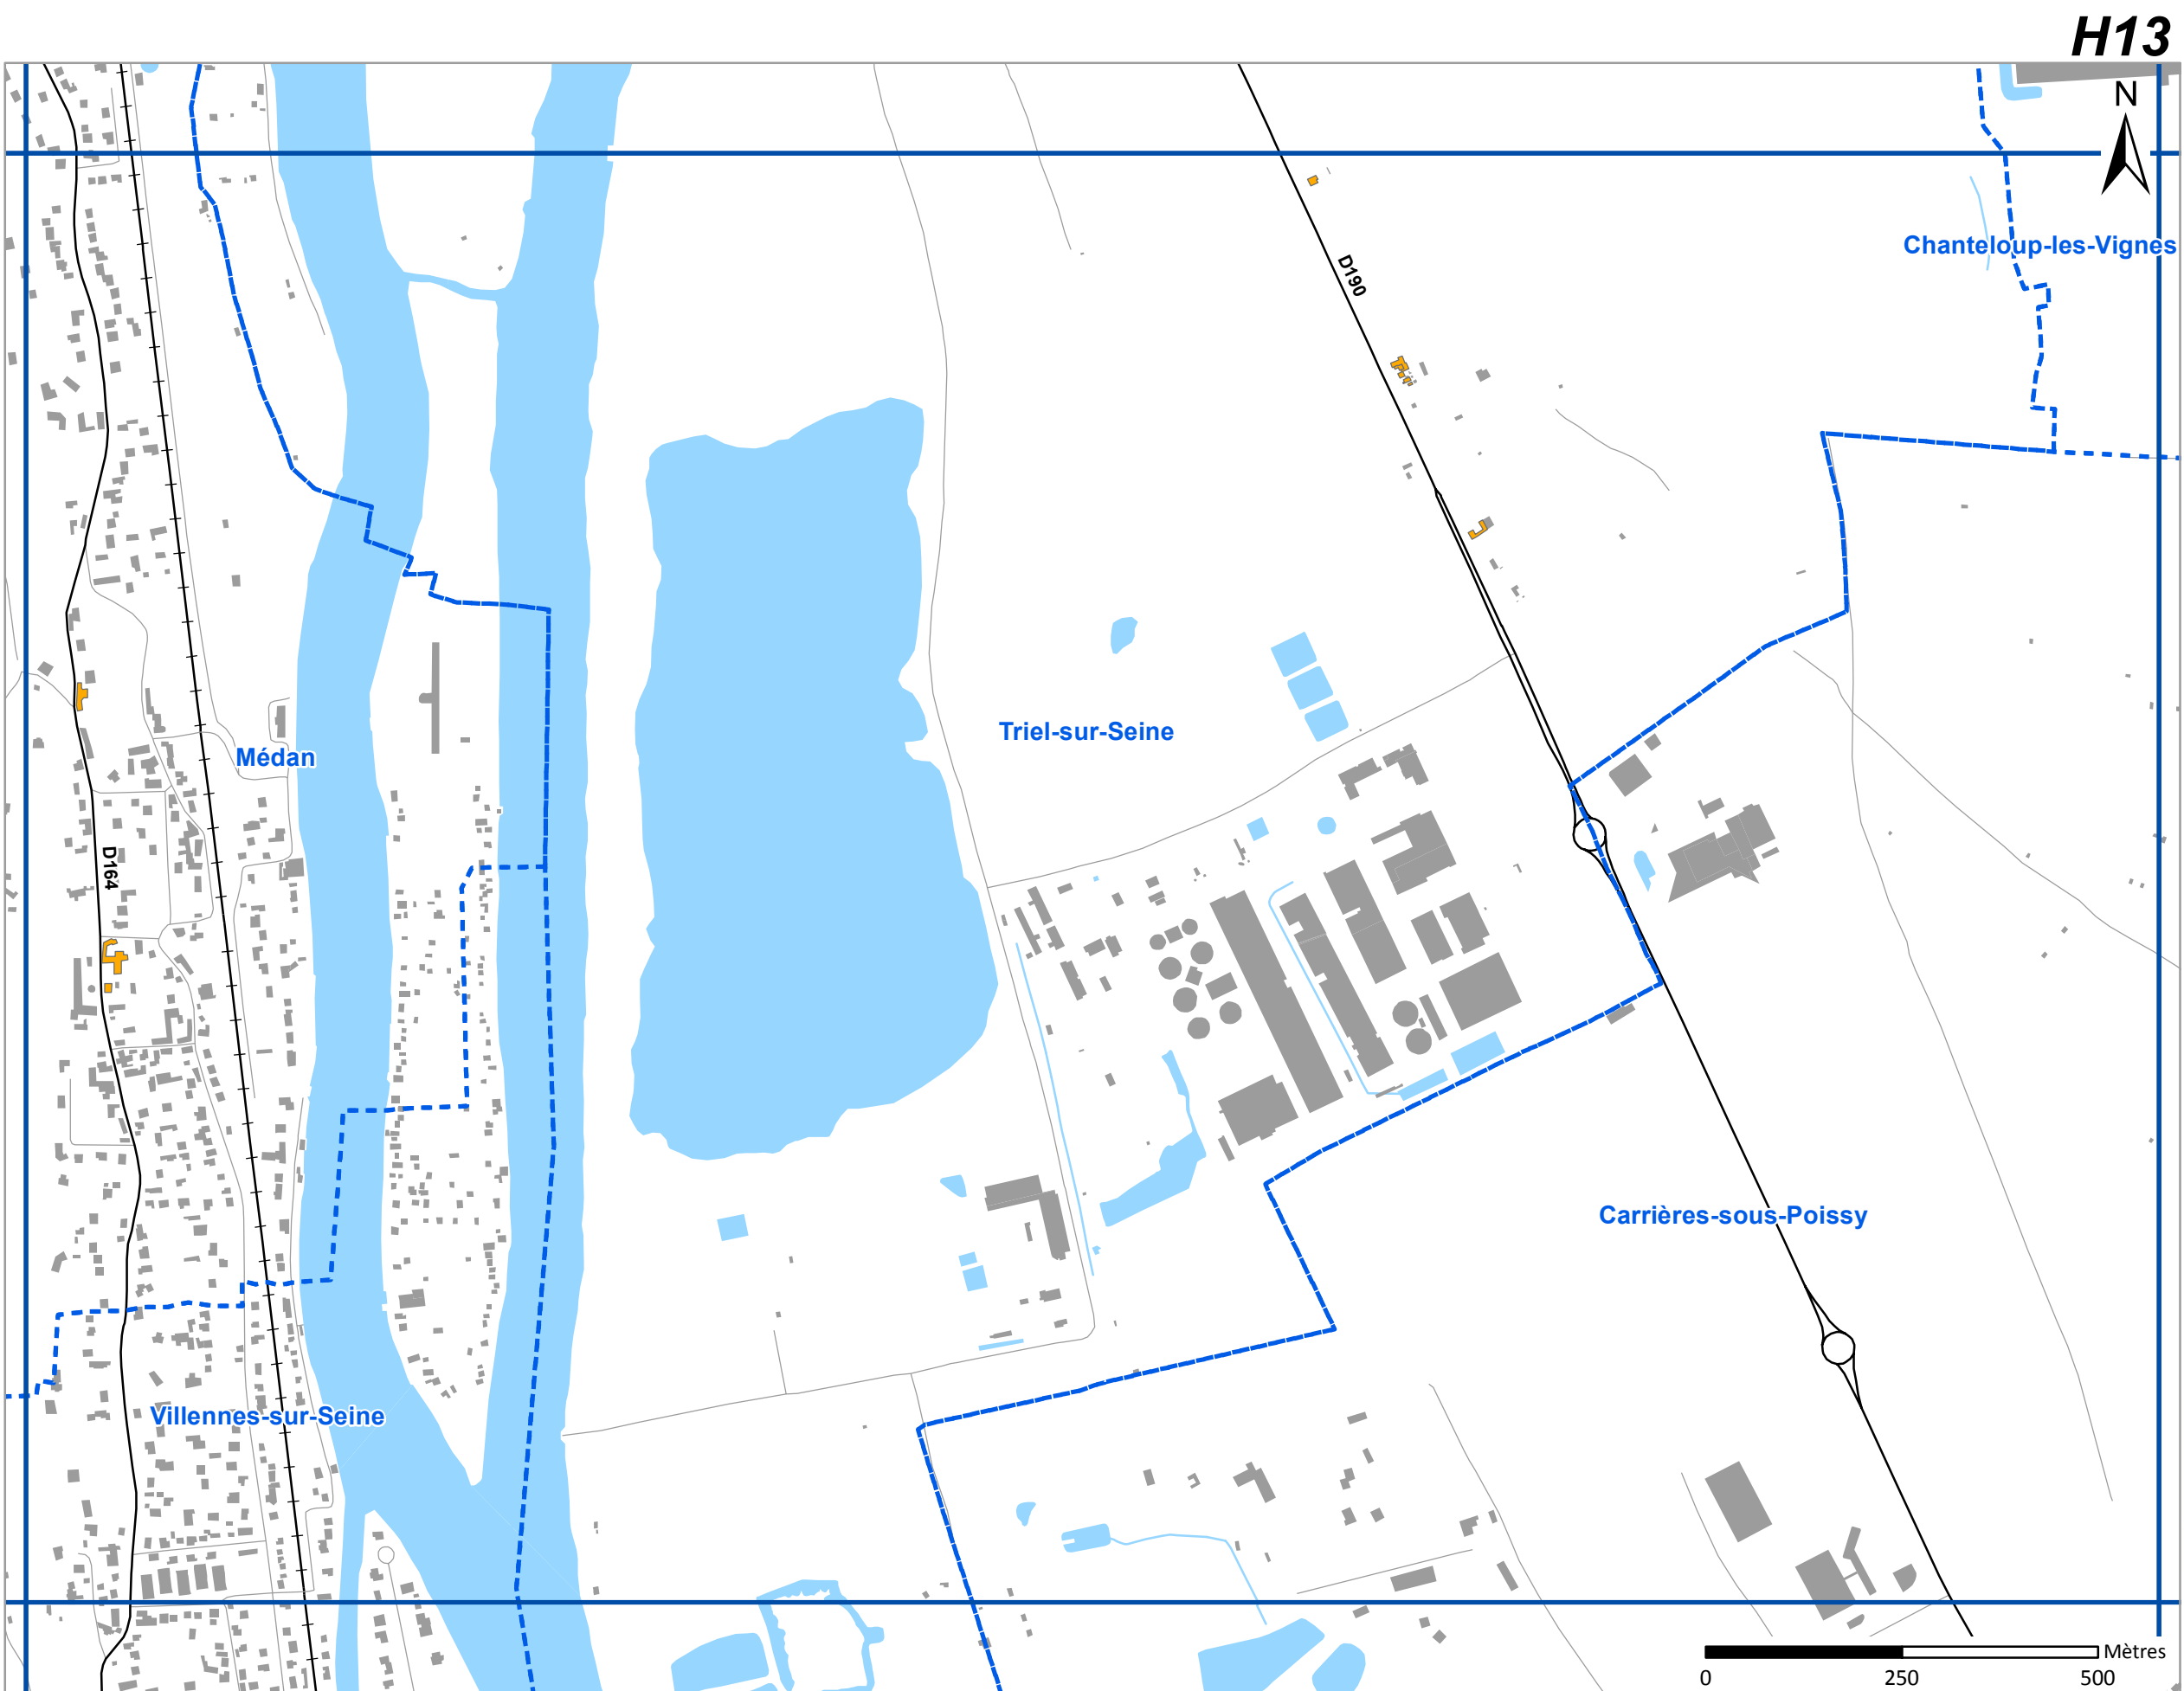 H13
N
Chanteloup-les-Vignes
D190
Triel-sur-Seine
Médan
D164
Carrières-sous-Poissy
Villennes-sur-Seine
Mètres
0 250 500